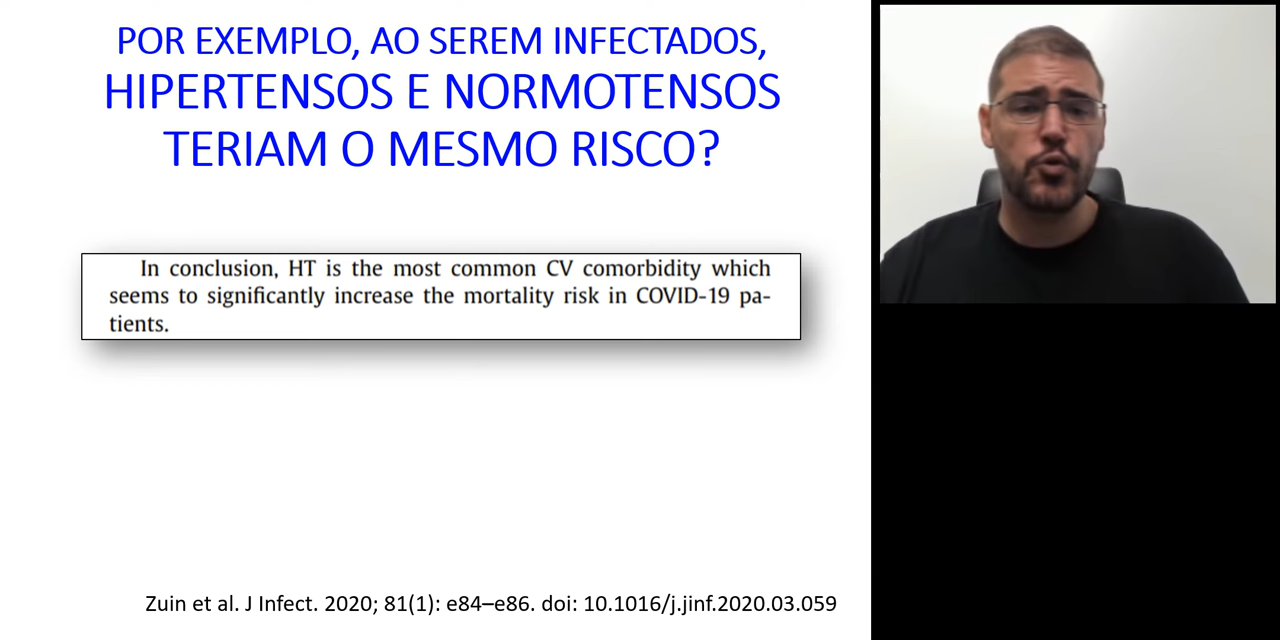 POR EXEMPLO, AO SEREM INFECTADOS,
HIPERTENSOS E NORMOTENSOS
TERIAM O MESMO RISCO?
In conclusion, HT is the most common CV comorbidity which
seems to significantly increase the mortality risk in COVID-19 pa-
tients.
Zuin et al. J Infect. 2020; 81(1): e84–e86. doi: 10.1016/j.jinf.2020.03.059